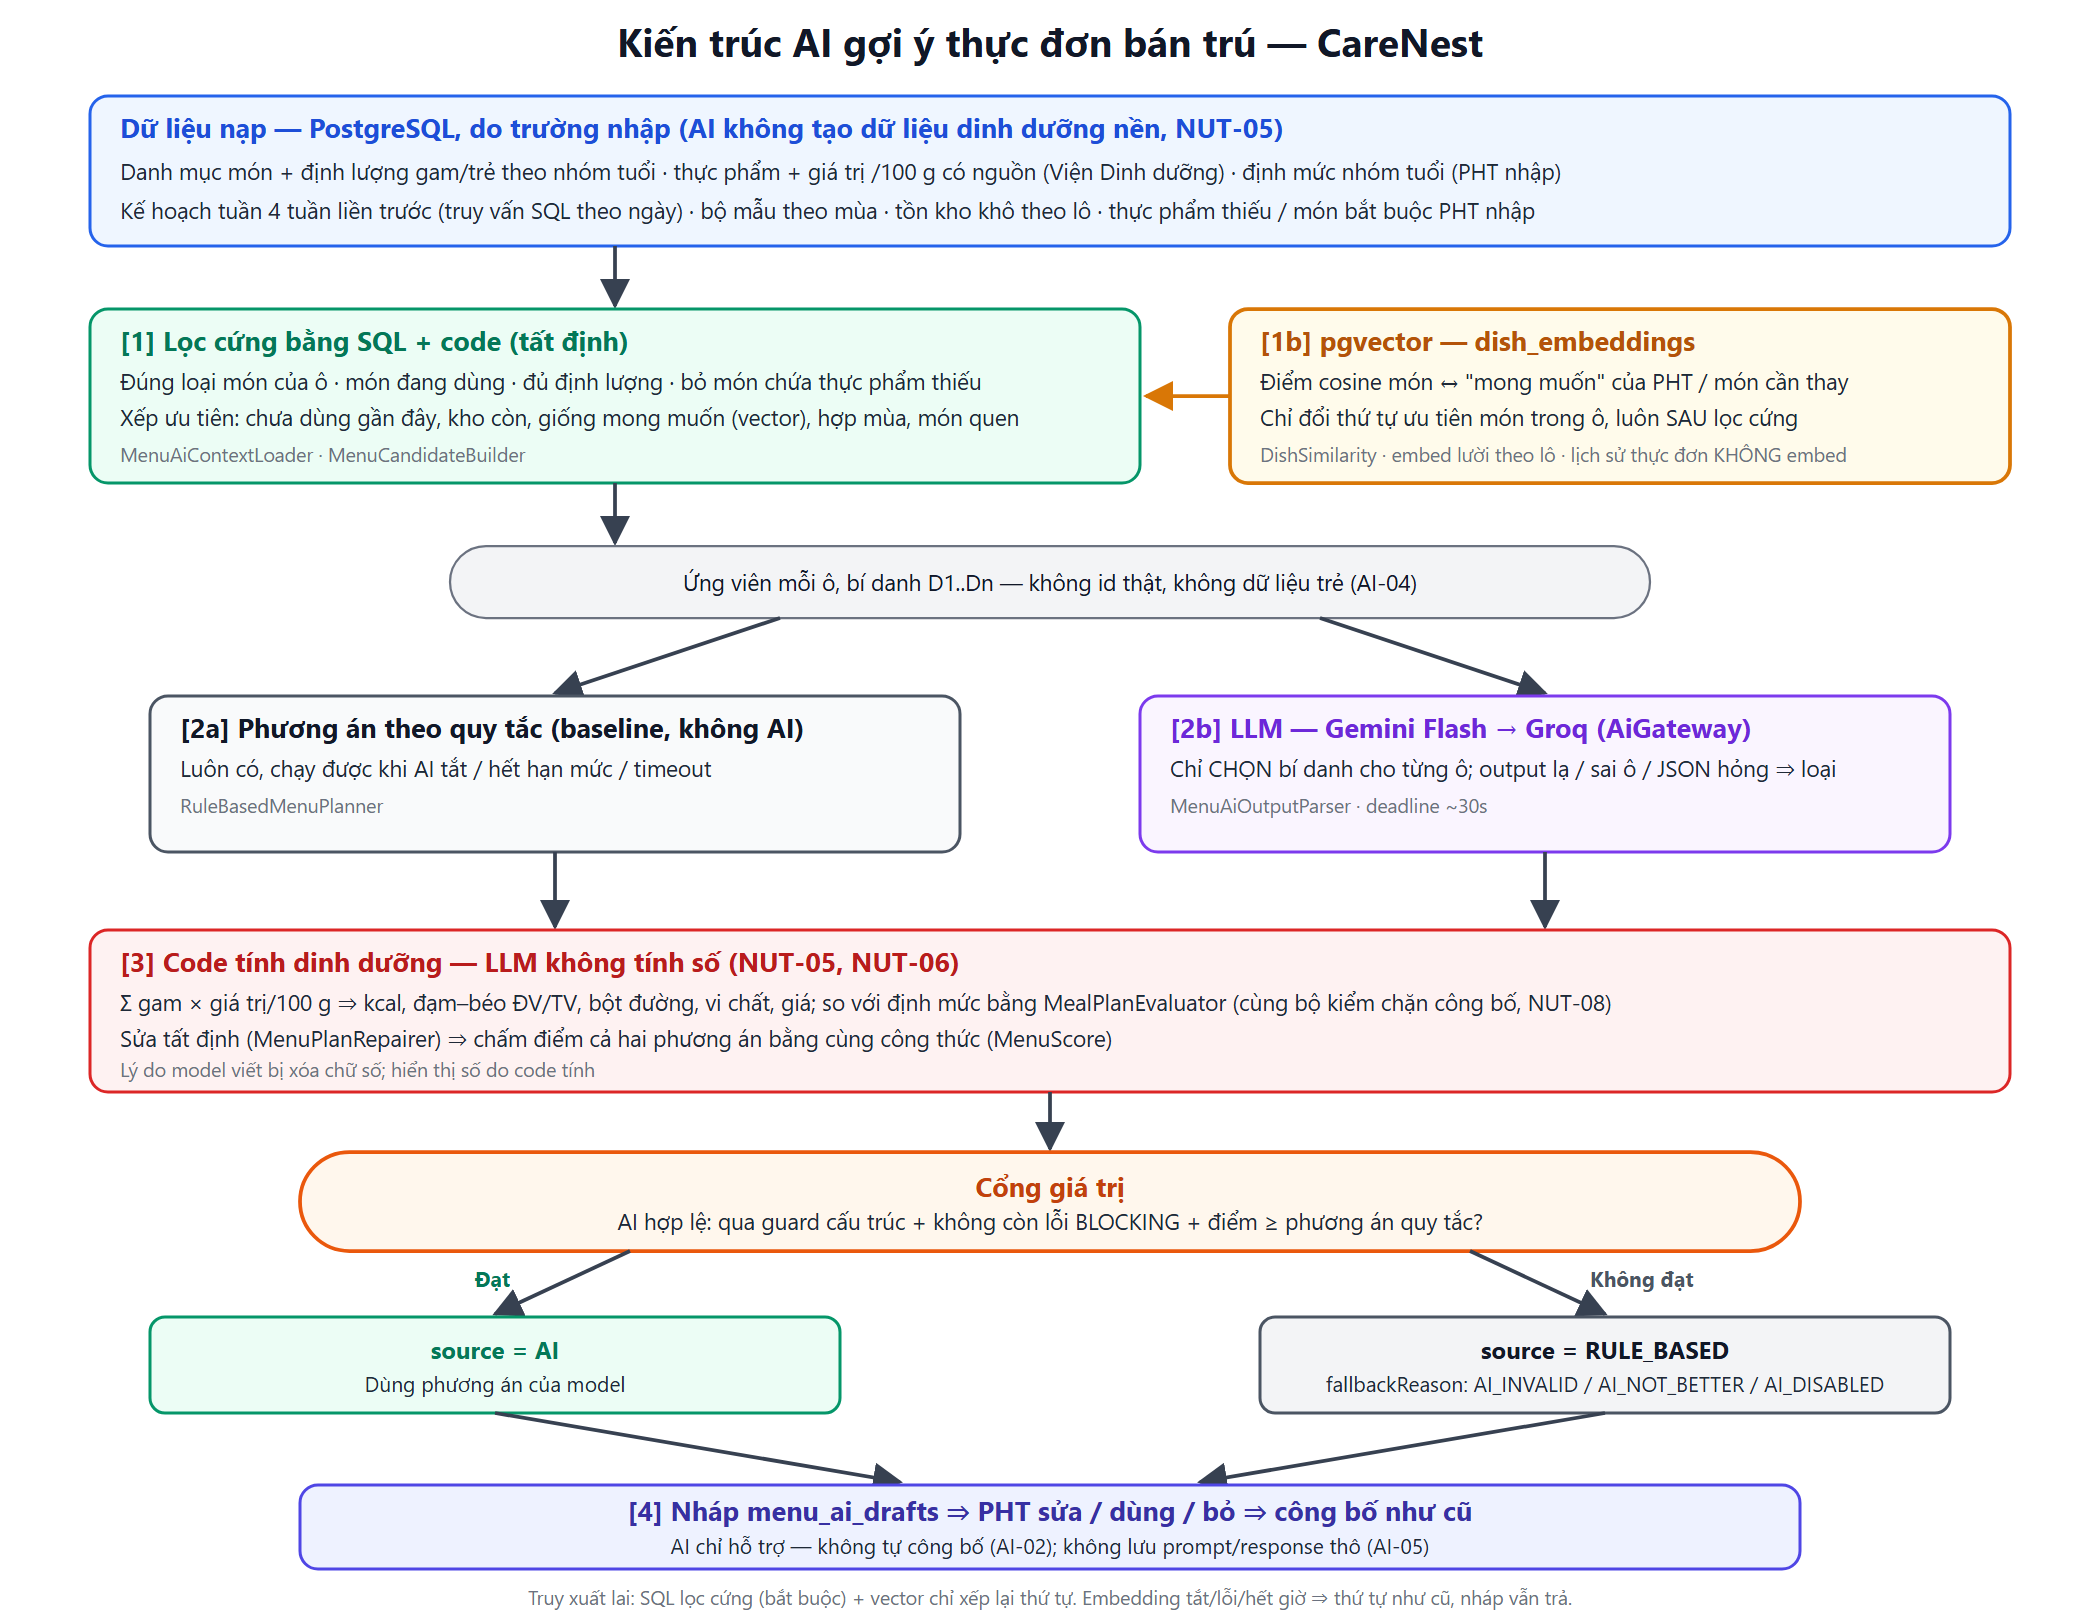 Kiến trúc AI gợi ý thực đơn bán trú — CareNest
Dữ liệu nạp — PostgreSQL, do trường nhập (AI không tạo dữ liệu dinh dưỡng nền, NUT-05)
Danh mục món + định lượng gam/trẻ theo nhóm tuổi · thực phẩm + giá trị /100 g có nguồn (Viện Dinh dưỡng) · định mức nhóm tuổi (PHT nhập)
Kế hoạch tuần 4 tuần liền trước (truy vấn SQL theo ngày) · bộ mẫu theo mùa · tồn kho khô theo lô · thực phẩm thiếu / món bắt buộc PHT nhập
[1] Lọc cứng bằng SQL + code (tất định)
Đúng loại món của ô · món đang dùng · đủ định lượng · bỏ món chứa thực phẩm thiếu
Xếp ưu tiên: chưa dùng gần đây, kho còn, giống mong muốn (vector), hợp mùa, món quen
MenuAiContextLoader · MenuCandidateBuilder
[1b] pgvector — dish_embeddings
Điểm cosine món ↔ "mong muốn" của PHT / món cần thay
Chỉ đổi thứ tự ưu tiên món trong ô, luôn SAU lọc cứng
DishSimilarity · embed lười theo lô · lịch sử thực đơn KHÔNG embed
Ứng viên mỗi ô, bí danh D1..Dn — không id thật, không dữ liệu trẻ (AI-04)
[2a] Phương án theo quy tắc (baseline, không AI)
Luôn có, chạy được khi AI tắt / hết hạn mức / timeout
RuleBasedMenuPlanner
[2b] LLM — Gemini Flash → Groq (AiGateway)
Chỉ CHỌN bí danh cho từng ô; output lạ / sai ô / JSON hỏng ⇒ loại
MenuAiOutputParser · deadline ~30s
[3] Code tính dinh dưỡng — LLM không tính số (NUT-05, NUT-06)
Σ gam × giá trị/100 g ⇒ kcal, đạm–béo ĐV/TV, bột đường, vi chất, giá; so với định mức bằng MealPlanEvaluator (cùng bộ kiểm chặn công bố, NUT-08)
Sửa tất định (MenuPlanRepairer) ⇒ chấm điểm cả hai phương án bằng cùng công thức (MenuScore)
Lý do model viết bị xóa chữ số; hiển thị số do code tính
Cổng giá trị
AI hợp lệ: qua guard cấu trúc + không còn lỗi BLOCKING + điểm ≥ phương án quy tắc?
Đạt
Không đạt
source = AI
Dùng phương án của model
source = RULE_BASED
fallbackReason: AI_INVALID / AI_NOT_BETTER / AI_DISABLED
[4] Nháp menu_ai_drafts ⇒ PHT sửa / dùng / bỏ ⇒ công bố như cũ
AI chỉ hỗ trợ — không tự công bố (AI-02); không lưu prompt/response thô (AI-05)
Truy xuất lai: SQL lọc cứng (bắt buộc) + vector chỉ xếp lại thứ tự. Embedding tắt/lỗi/hết giờ ⇒ thứ tự như cũ, nháp vẫn trả.